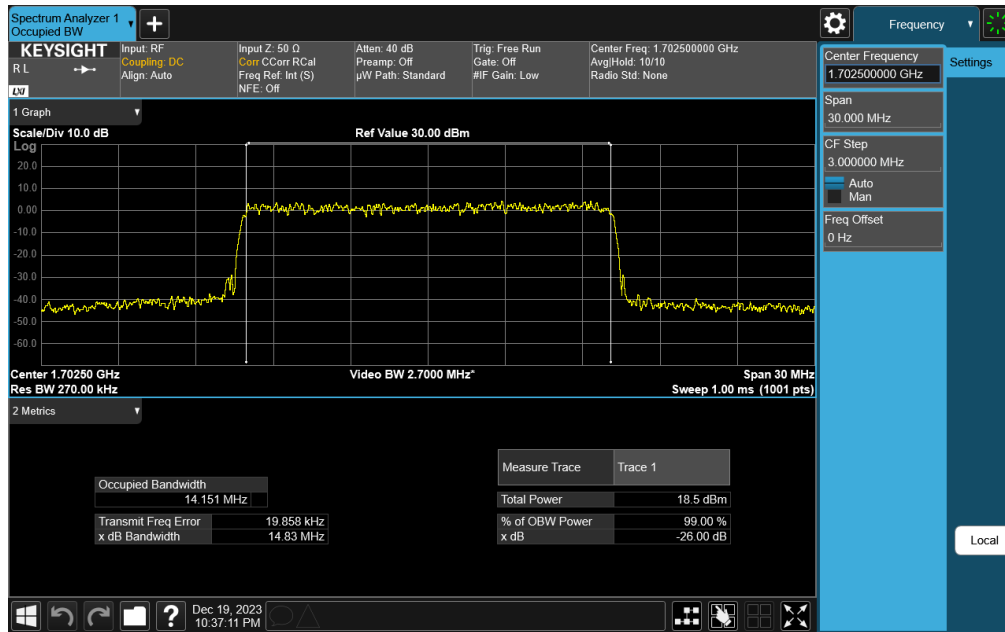 Spectrum Analyzer 1
Occupied BW
Frequency
KEYSIGHT
R L
LXI
Input: RF
Coupling: DC
Align: Auto
Input Z: 50 Ω
Corr CCorr RCal
Freq Ref: Int (S)
NFE: Off
Atten: 40 dB
Preamp: Off
µW Path: Standard
Trig: Free Run
Gate: Off
#IF Gain: Low
Center Freq: 1.702500000 GHz
Avg|Hold: 10/10
Radio Std: None
Center Frequency
1.702500000 GHz
Settings
Span
30.000 MHz
CF Step
3.000000 MHz
Auto
Man
Freq Offset
0 Hz
Local
1 Graph
Scale/Div 10.0 dB
Ref Value 30.00 dBm
Log
20.0
10.0
0.00
-10.0
-20.0
-30.0
-40.0
-50.0
-60.0
Center 1.70250 GHz
Video BW 2.7000 MHz*
Span 30 MHz
Res BW 270.00 kHz
Sweep 1.00 ms (1001 pts)
2 Metrics
Measure Trace
Trace 1
Occupied Bandwidth
14.151 MHz
Total Power
18.5 dBm
Transmit Freq Error
19.858 kHz
% of OBW Power
99.00 %
x dB Bandwidth
14.83 MHz
x dB
-26.00 dB
?
Dec 19, 2023
10:37:11 PM